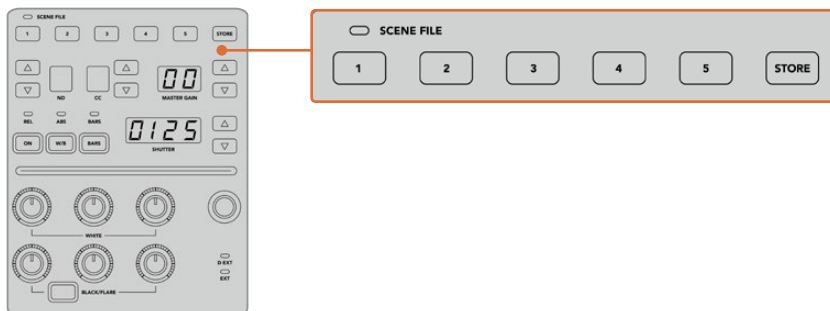 SCENE FILE
1 2 3 4 5 STORE
ND CC 00 MASTER GAIN
REL ABS BARS
ON W/B BARS
0125
SHUTTER
WHITE
D EXT
EXT
BLACK/FLARE
SCENE FILE
1 2 3 4 5 STORE